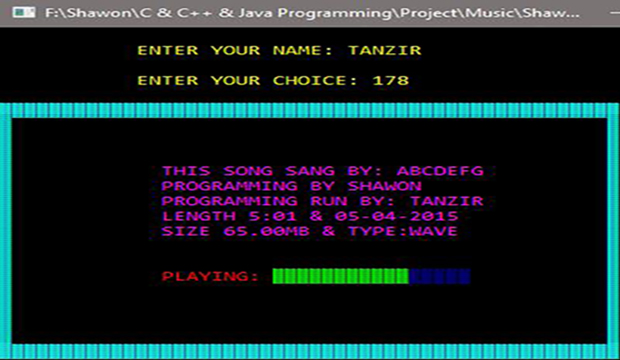 F:\Shawon\C & C++ & Java Programming\Project\Music\Shaw...
ENTER YOUR NAME: TANZIR
ENTER YOUR CHOICE: 178
THIS SONG SANG BY: ABCDEFG
PROGRAMMING BY SHAWON
PROGRAMMING RUN BY: TANZIR
LENGTH 5:01 & 05-04-2015
SIZE 65.00MB & TYPE:WAVE
PLAYING: